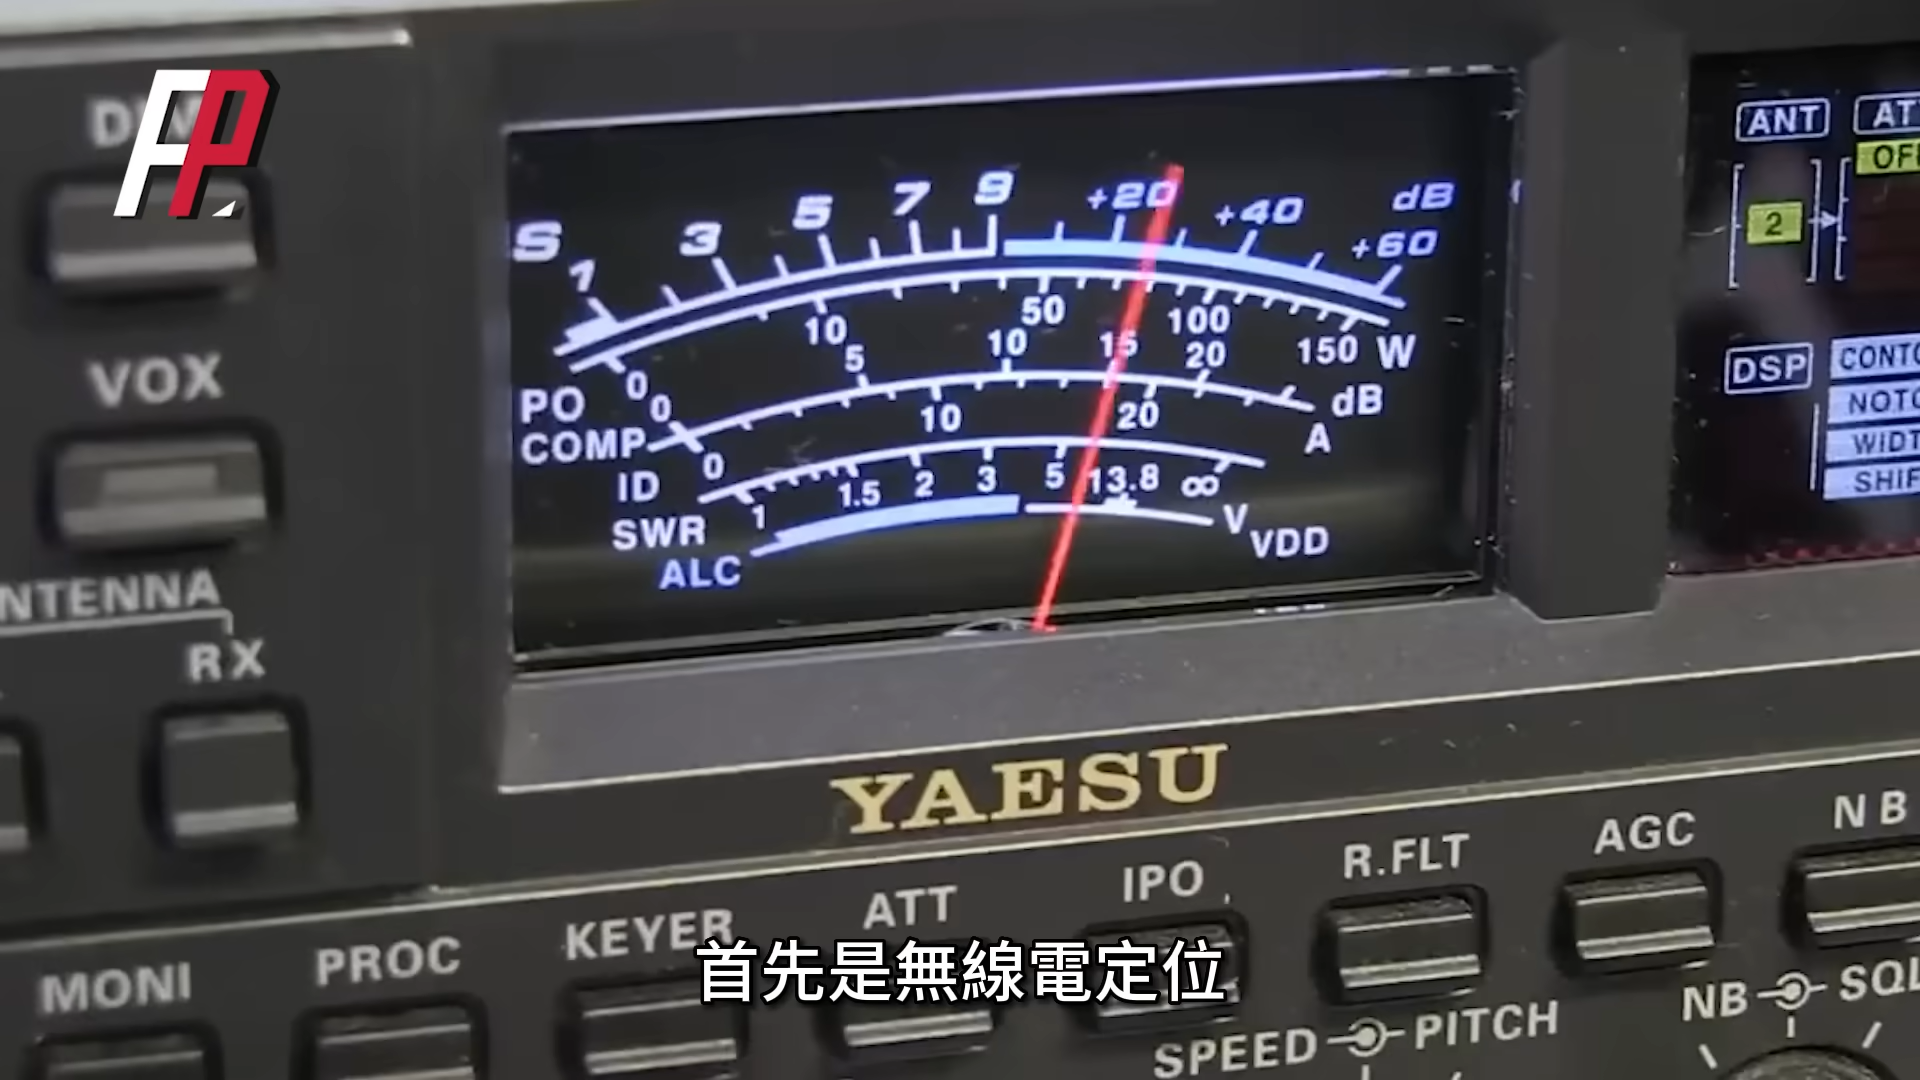 FP
VOX
RX
S 1 3 5 7 9 +20 +40 +60 dB
PO 0 10 50 100 150 W
COMP 0 5 10 15 20 dB
ID 0 10 20 A
SWR 1 1.5 2 3 5 ∞
ALC 13.8 V VDD
ANT
2
DSP
YAESU
MONI PROC KEYER ATT IPO R.FLT AGC NB
SPEED PITCH NB
首先是無線電定位